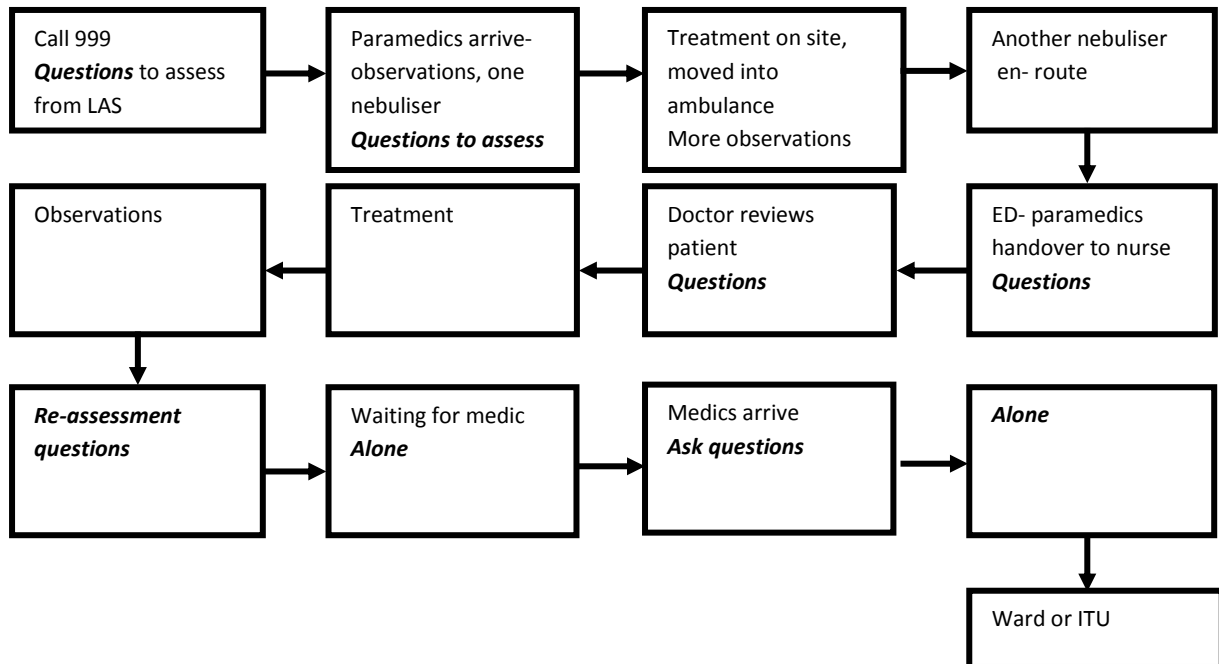 Call 999
Questions to assess
from LAS
Paramedics arrive-
observations, one
nebuliser
Questions to assess
Treatment on site,
moved into
ambulance
More observations
Another nebuliser
en- route
ED- paramedics
handover to nurse
Questions
Doctor reviews
patient
Questions
Treatment
Observations
Re-assessment
questions
Waiting for medic
Alone
Medics arrive
Ask questions
Alone
Ward or ITU